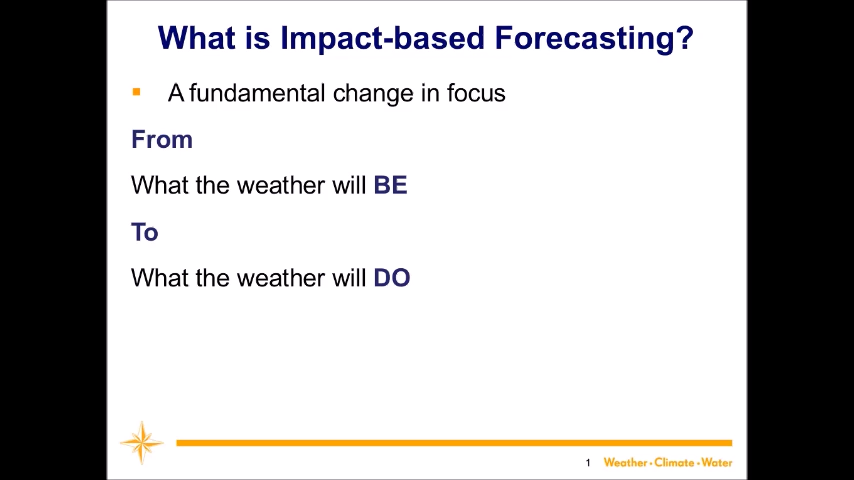 What is Impact-based Forecasting?
▪ A fundamental change in focus
From
What the weather will BE
To
What the weather will DO
1 Weather · Climate · Water